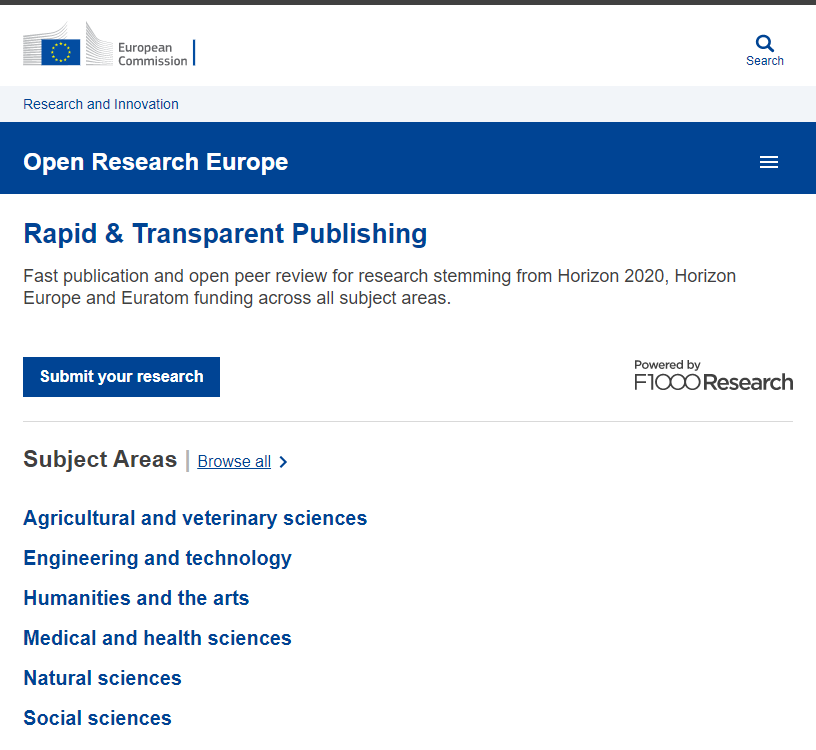 European
Commission
Search
Research and Innovation
Open Research Europe
Rapid & Transparent Publishing
Fast publication and open peer review for research stemming from Horizon 2020, Horizon
Europe and Euratom funding across all subject areas.
Submit your research
Powered by
F1000Research
Subject Areas | Browse all
Agricultural and veterinary sciences
Engineering and technology
Humanities and the arts
Medical and health sciences
Natural sciences
Social sciences